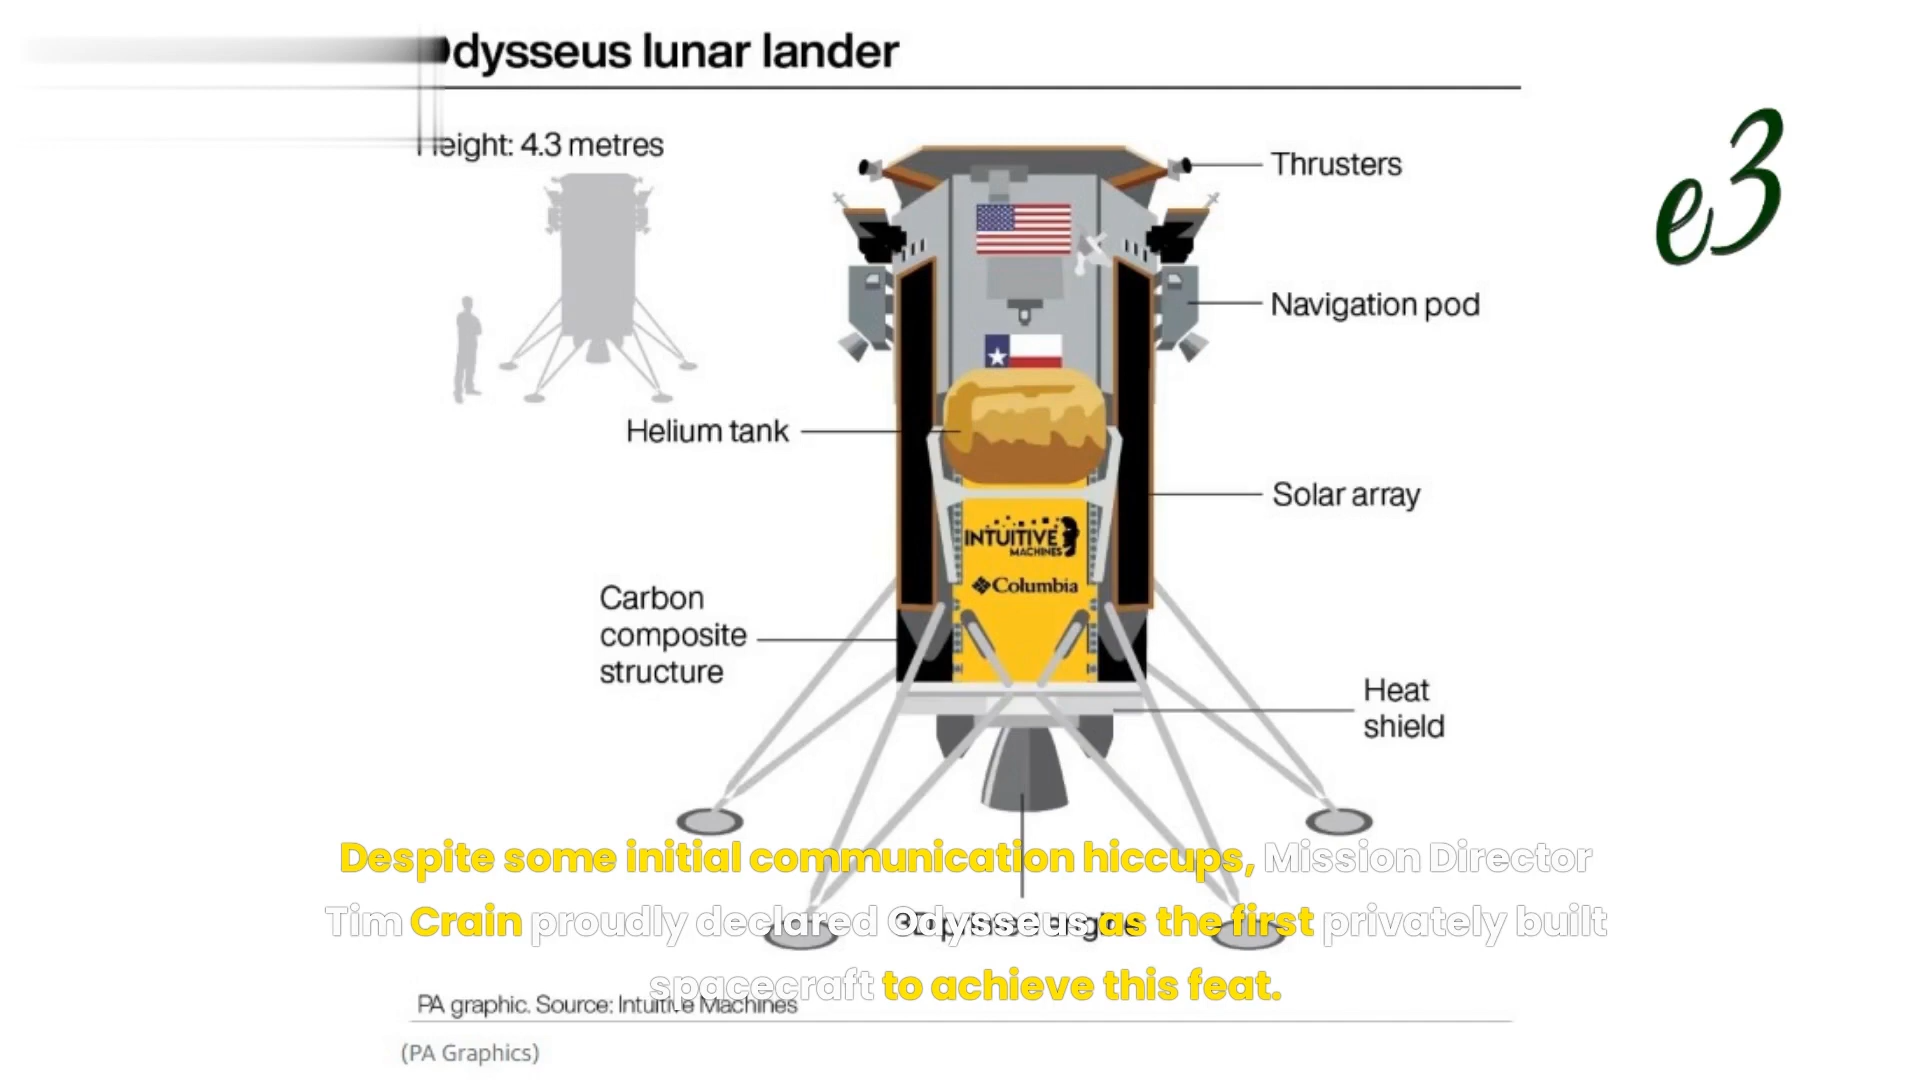 Odysseus lunar lander
Height: 4.3 metres
e3
Thrusters
Navigation pod
Helium tank
Solar array
INTUITIVE
MACHINES
Columbia
Carbon
composite
structure
Heat
shield
Despite some initial communication hiccups, Mission Director
Tim Crain proudly declared Odysseus as the first privately built
spacecraft to achieve this feat.
PA graphic. Source: Intuitive Machines
(PA Graphics)